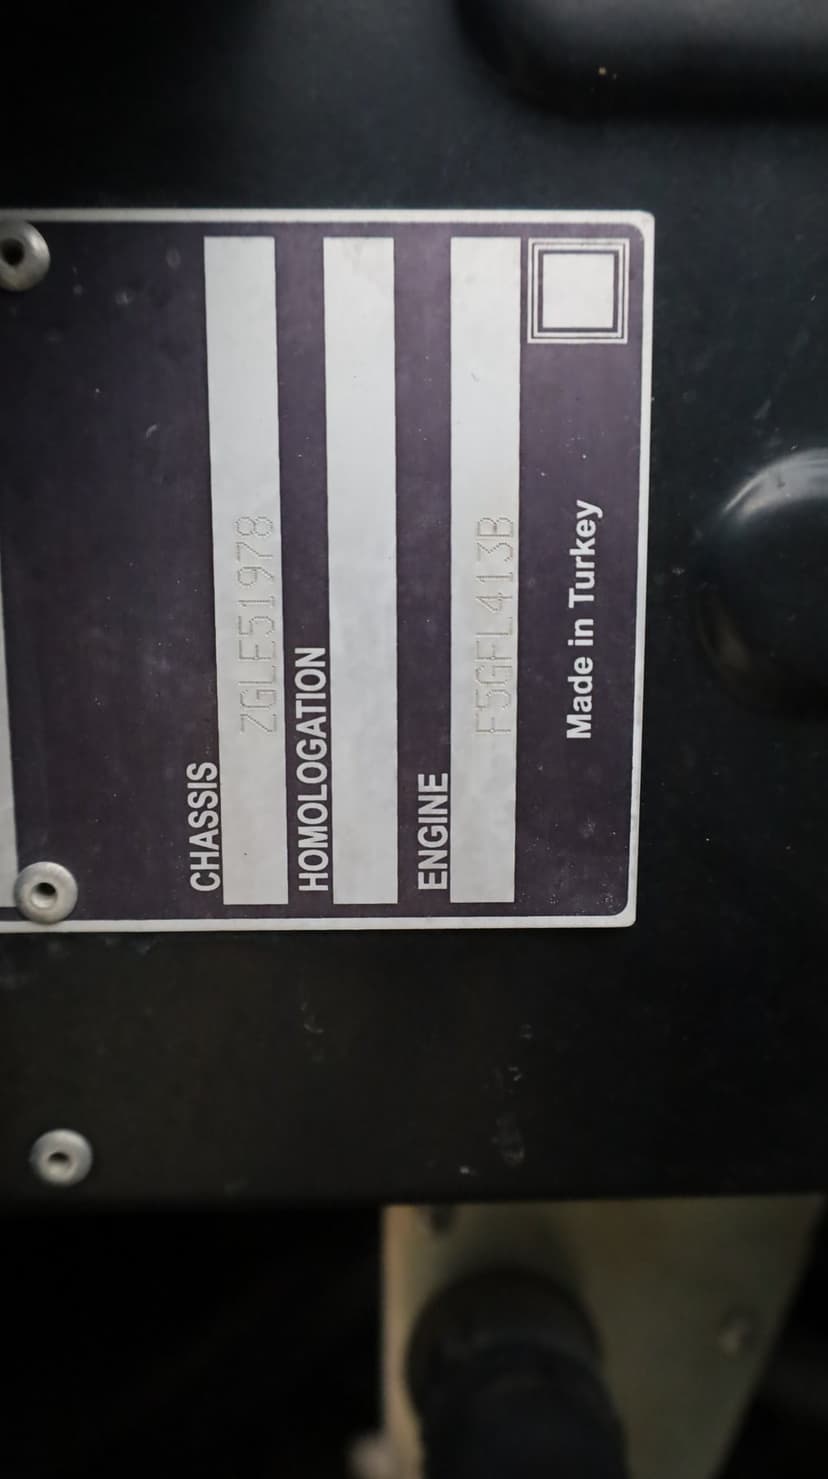 CHASSIS
ZGLE51978
HOMOLOGATION
ENGINE
F5GFL413B
Made in Turkey